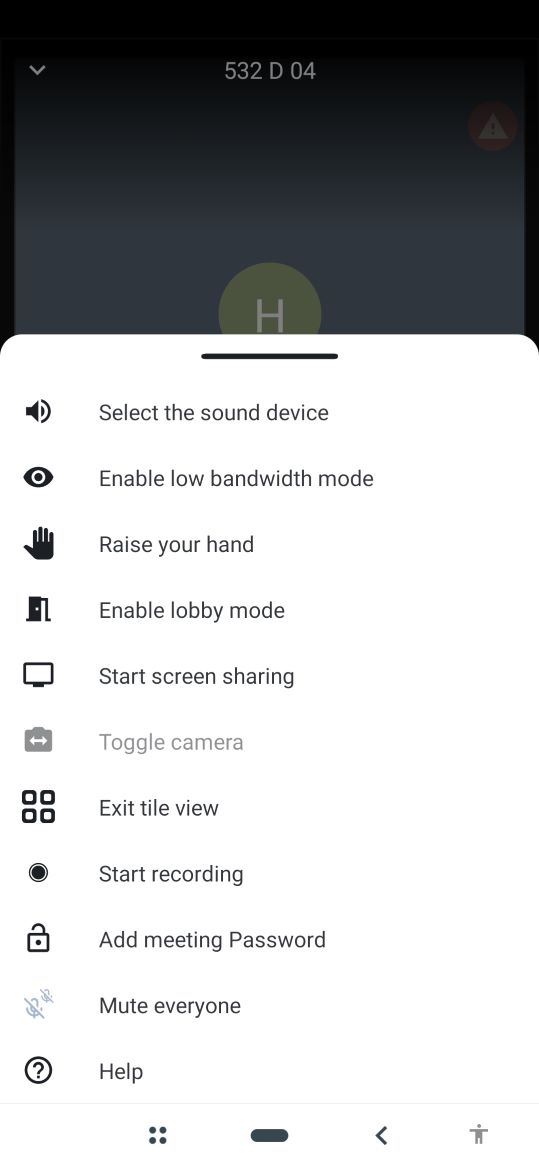 532 D 04
H
Select the sound device
Enable low bandwidth mode
Raise your hand
Enable lobby mode
Start screen sharing
Toggle camera
Exit tile view
Start recording
Add meeting Password
Mute everyone
Help